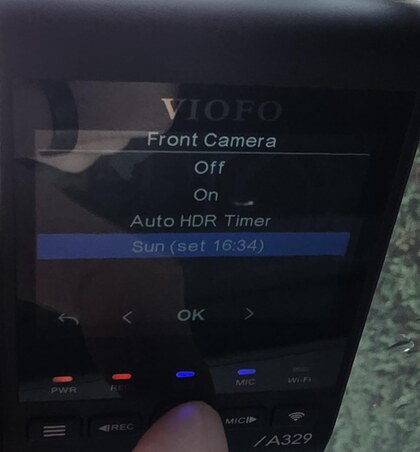 VIOFO
Front Camera
Off
On
Auto HDR Timer
Sun (set 16:34)
< OK >
PWR MIC Wi-Fi
◀REC MIC▶
A329